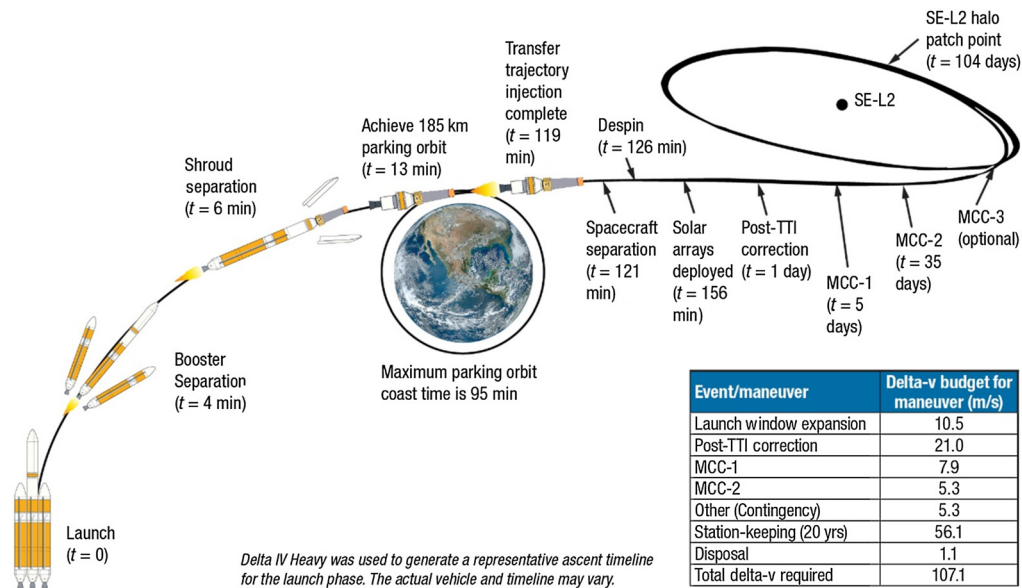 SE-L2 halo
patch point
(t = 104 days)
SE-L2
Transfer
trajectory
injection
complete
(t = 119
min)
Despin
(t = 126 min)
Achieve 185 km
parking orbit
(t = 13 min)
Shroud
separation
(t = 6 min)
Spacecraft
separation
(t = 121
min)
Solar
arrays
deployed
(t = 156
min)
Post-TTI
correction
(t = 1 day)
MCC-1
(t = 5
days)
MCC-2
(t = 35
days)
MCC-3
(optional)
Booster
Separation
(t = 4 min)
Maximum parking orbit
coast time is 95 min
Launch
(t = 0)
Delta IV Heavy was used to generate a representative ascent timeline
for the launch phase. The actual vehicle and timeline may vary.
Event/maneuver Delta-v budget for
maneuver (m/s)
Launch window expansion 10.5
Post-TTI correction 21.0
MCC-1 7.9
MCC-2 5.3
Other (Contingency) 5.3
Station-keeping (20 yrs) 56.1
Disposal 1.1
Total delta-v required 107.1